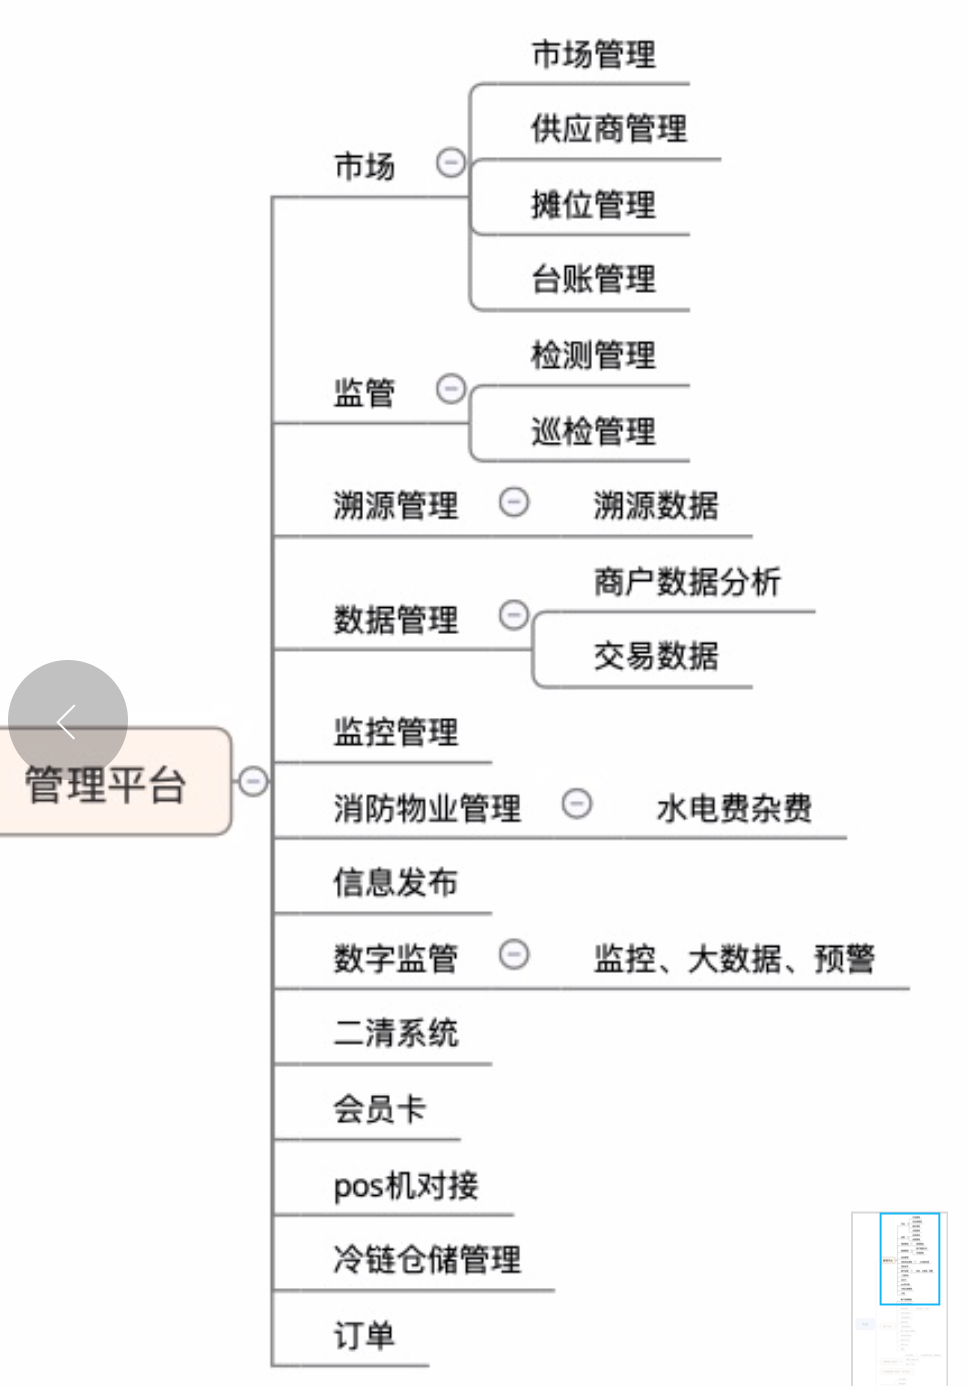 市场管理
供应商管理
市场
摊位管理
台账管理
检测管理
监管
巡检管理
溯源管理 溯源数据
商户数据分析
数据管理
交易数据
监控管理
管理平台
消防物业管理 水电费杂费
信息发布
数字监管 监控、大数据、预警
二清系统
会员卡
pos机对接
冷链仓储管理
订单